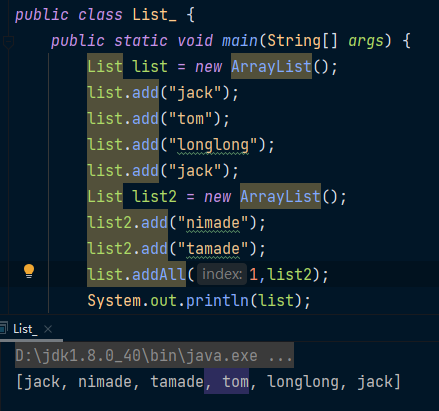 public class List_ {
public static void main(String[] args) {
List list = new ArrayList();
list.add("jack");
list.add("tom");
list.add("longlong");
list.add("jack");
List list2 = new ArrayList();
list2.add("nimade");
list2.add("tamade");
list.addAll( index: 1,list2);
System.out.println(list);
List_ ×
D:\jdk1.8.0_40\bin\java.exe ...
[jack, nimade, tamade, tom, longlong, jack]